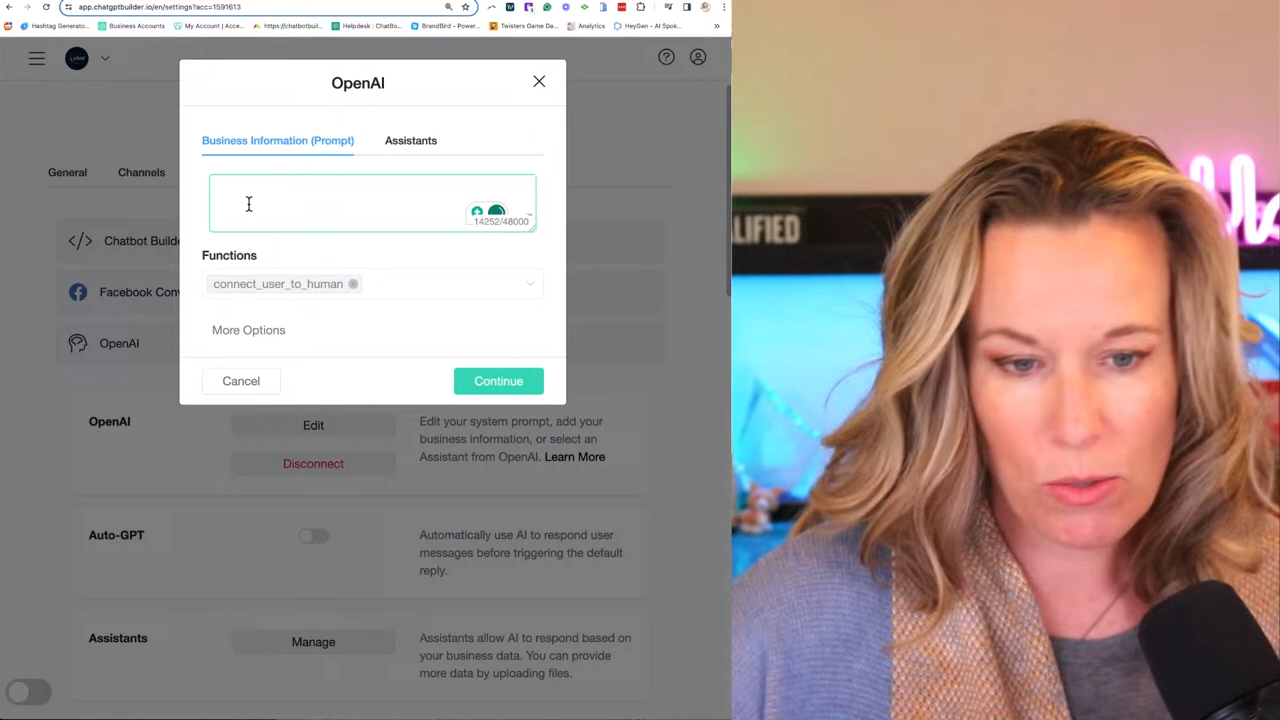 app.chatgptbuilder.io/en/settings?acc=1591613
Hashtag Generato...
Business Accounts
My Account | Acce...
https://chatbotbuil...
Helpdesk : ChatBo...
BrandBird - Power...
Twisters Game Da...
Analytics
HeyGen - AI Spok...
»
OpenAI
Business Information (Prompt)
Assistants
General
Channels
14252/48000
Chatbot Builde
Functions
connect_user_to_human
Facebook Con
More Options
OpenAI
Cancel
Continue
OpenAI
Edit
Disconnect
Edit your system prompt, add your
business information, or select an
Assistant from OpenAI. Learn More
Auto-GPT
Automatically use AI to respond user
messages before triggering the default
reply.
Assistants
Manage
Assistants allow AI to respond based on
your business data. You can provide
more data by uploading files.
ALIFIED